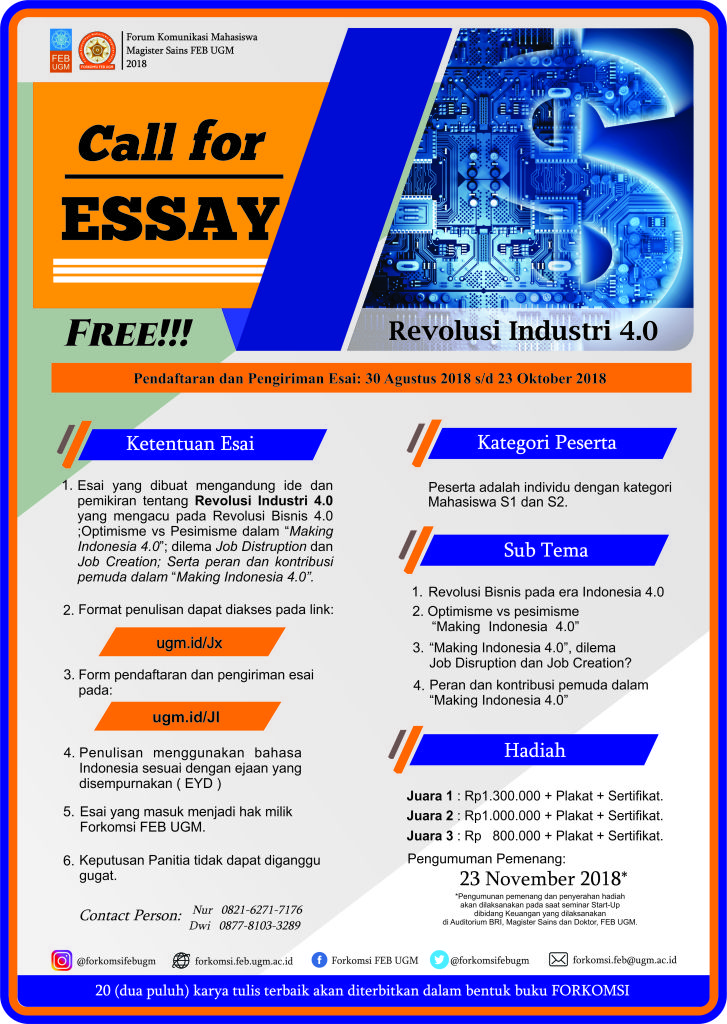 FEB
UGM
FORKOMSI FEB UGM
Forum Komunikasi Mahasiswa
Magister Sains FEB UGM
2018
Call for
ESSAY
FREE!!!
Revolusi Industri 4.0
Pendaftaran dan Pengiriman Esai: 30 Agustus 2018 s/d 23 Oktober 2018
Ketentuan Esai
1. Esai yang dibuat mengandung ide dan
pemikiran tentang Revolusi Industri 4.0
yang mengacu pada Revolusi Bisnis 4.0
;Optimisme vs Pesimisme dalam “Making
Indonesia 4.0”; dilema Job Distruption dan
Job Creation; Serta peran dan kontribusi
pemuda dalam “Making Indonesia 4.0”.
2. Format penulisan dapat diakses pada link:
ugm.id/Jx
3. Form pendaftaran dan pengiriman esai
pada:
ugm.id/Jl
4. Penulisan menggunakan bahasa
Indonesia sesuai dengan ejaan yang
disempurnakan ( EYD )
5. Esai yang masuk menjadi hak milik
Forkomsi FEB UGM.
6. Keputusan Panitia tidak dapat diganggu
gugat.
Contact Person: Nur 0821-6271-7176
Dwi 0877-8103-3289
Kategori Peserta
Peserta adalah individu dengan kategori
Mahasiswa S1 dan S2.
Sub Tema
1. Revolusi Bisnis pada era Indonesia 4.0
2. Optimisme vs pesimisme
“Making Indonesia 4.0”
3. “Making Indonesia 4.0”, dilema
Job Disruption dan Job Creation?
4. Peran dan kontribusi pemuda dalam
“Making Indonesia 4.0”
Hadiah
Juara 1 : Rp1.300.000 + Plakat + Sertifikat.
Juara 2 : Rp1.000.000 + Plakat + Sertifikat.
Juara 3 : Rp 800.000 + Plakat + Sertifikat.
Pengumuman Pemenang:
23 November 2018*
*Pengumunan pemenang dan penyerahan hadiah
akan dilaksanakan pada saat seminar Start-Up
dibidang Keuangan yang dilaksanakan
di Auditorium BRI, Magister Sains dan Doktor, FEB UGM.
@forkomsifebugm forkomsi.feb.ug.ac.id Forkomsi FEB UGM @forkomsifebugm forkomsi.feb@ugm.ac.id
20 (dua puluh) karya tulis terbaik akan diterbitkan dalam bentuk buku FORKOMSI